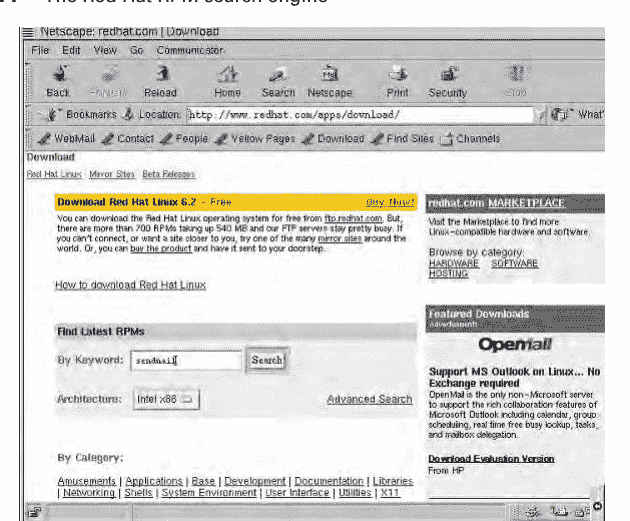 The Red Hat RPM search engine
Netscape: redhat.com | Download
File Edit View Go Communicator
Back Forward Reload Home Search Netscape Print Security Stop
Bookmarks Location: http://www.redhat.com/apps/download/ What'
WebMail Contact People Yellow Pages Download Find Sites Channels
Download
Red Hat Linux Mirror Sites Beta Releases
Download Red Hat Linux 6.2 - Free Buy Now!
You can download the Red Hat Linux operating system for free from ftp.redhat.com. But,
there are more than 700 RPMs taking up 540 MB and our FTP servers stay pretty busy. If
you can't connect, or want a site closer to you, try one of the many mirror sites around the
world. Or, you can buy the product and have it sent to your doorstep.
How to download Red Hat Linux
Find Latest RPMs
By Keyword: sendmail Search
Architecture: Intel x86 Advanced Search
By Category:
Amusements | Applications | Base | Development | Documentation | Libraries
| Networking | Shells | System Environment | User Interface | Utilities | X11
redhat.com MARKETPLACE
Visit the Marketplace to find more
Linux-compatible hardware and software.
Browse by category:
HARDWARE SOFTWARE
HOSTING
Featured Downloads
Advertisements
Openmail
Support MS Outlook on Linux... No
Exchange required
OpenMail is the only non-Microsoft server
to support the rich collaboration features of
Microsoft Outlook including calendar, group
scheduling, real time free busy lookup, tasks,
and mailbox delegation.
Download Evaluation Version
From HP